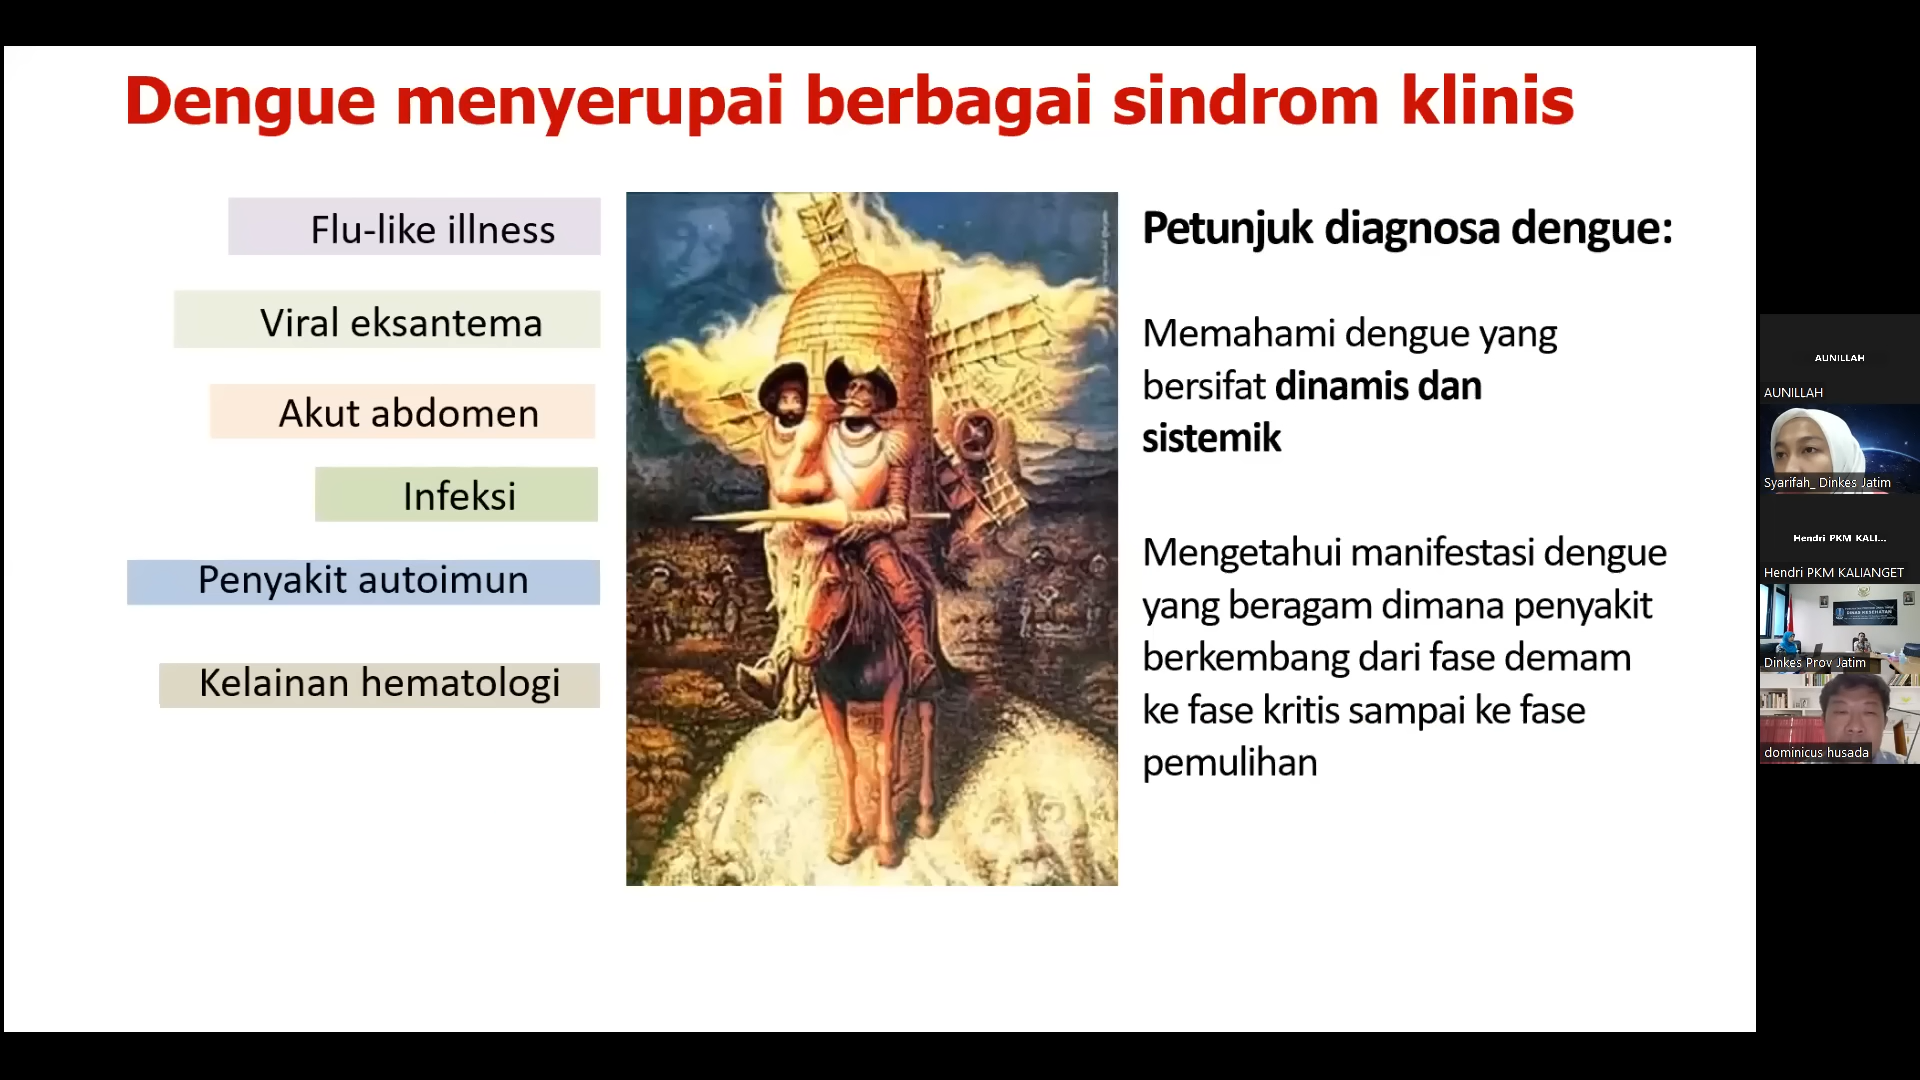 Dengue menyerupai berbagai sindrom klinis
Flu-like illness
Viral eksantema
Akut abdomen
Infeksi
Penyakit autoimun
Kelainan hematologi
Petunjuk diagnosa dengue:
Memahami dengue yang
bersifat dinamis dan
sistemik
Mengetahui manifestasi dengue
yang beragam dimana penyakit
berkembang dari fase demam
ke fase kritis sampai ke fase
pemulihan
AUNILLAH
AUNILLAH
Syarifah_ Dinkes Jatim
Hendri PKM KALI...
Hendri PKM KALIANGET
DINAS KESEHATAN
Dinkes Prov Jatim
dominicus husada